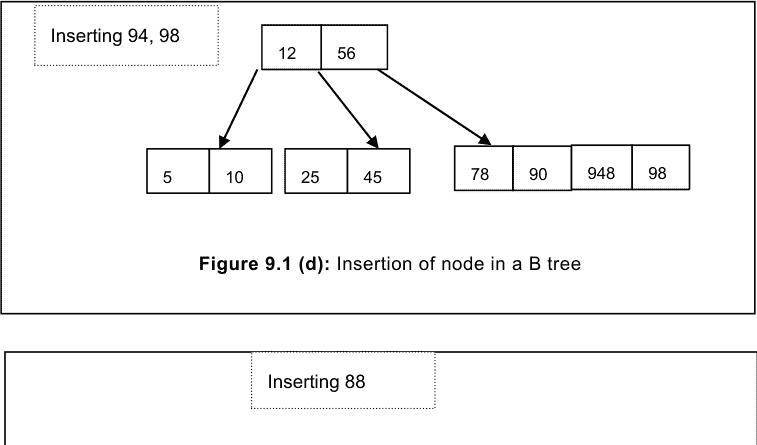 Inserting 94, 98
12 56
5 10 25 45 78 90 948 98
Figure 9.1 (d): Insertion of node in a B tree
Inserting 88